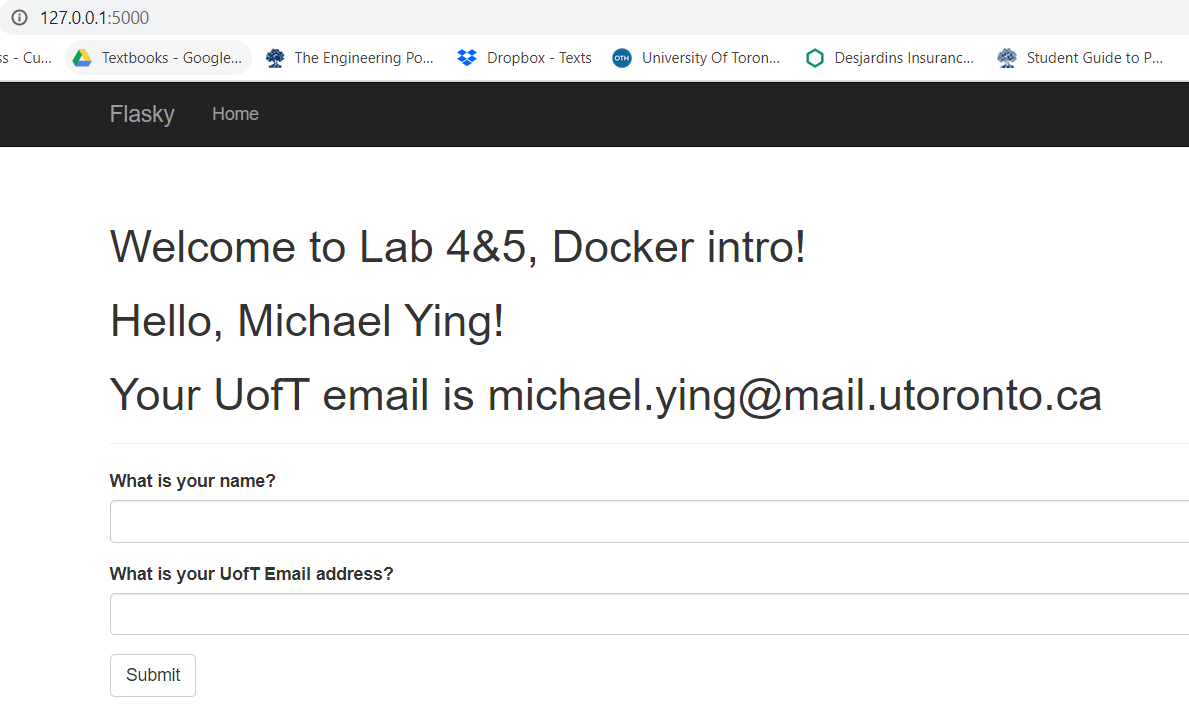 127.0.0.1:5000
ss - Cu... Textbooks - Google... The Engineering Po... Dropbox - Texts OTH University Of Toron... Desjardins Insuranc... Student Guide to P...
Flasky Home
Welcome to Lab 4&5, Docker intro!
Hello, Michael Ying!
Your UofT email is michael.ying@mail.utoronto.ca
What is your name?
What is your UofT Email address?
Submit